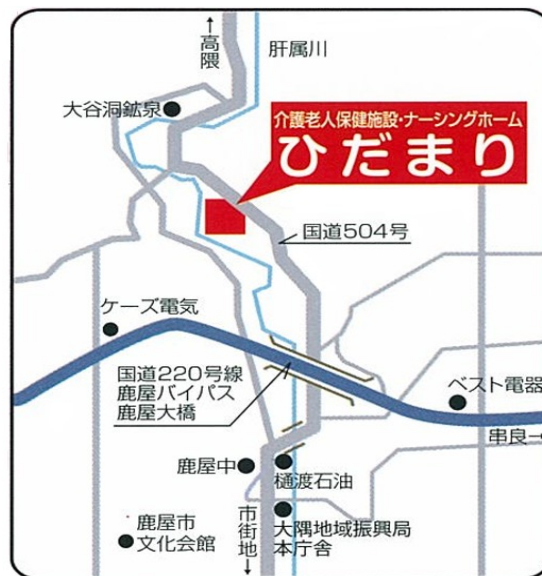 ↑
高隈
肝属川
大谷洞鉱泉
介護老人保健施設・ナーシングホーム
ひだまり
国道504号
ケーズ電気
国道220号線
鹿屋バイパス
鹿屋大橋
ベスト電器
串良→
鹿屋中
樋渡石油
鹿屋市
文化会館
市街地
↓
大隅地域振興局
本庁舎